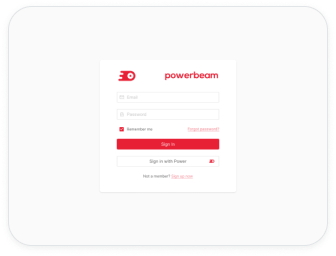 powerbeam
Email
Password
Remember me
Forgot password?
Sign in
Sign in with Power
Not a member? Sign up now